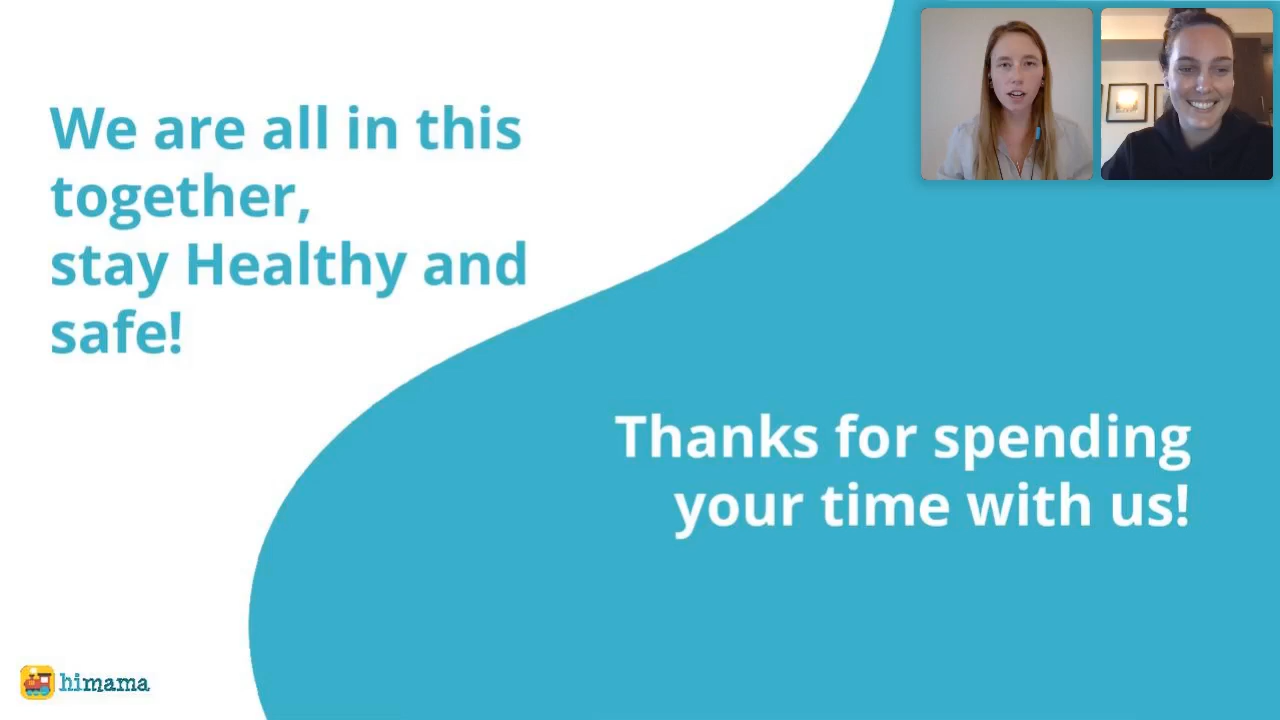 We are all in this
together,
stay Healthy and
safe!
Thanks for spending
your time with us!
himama